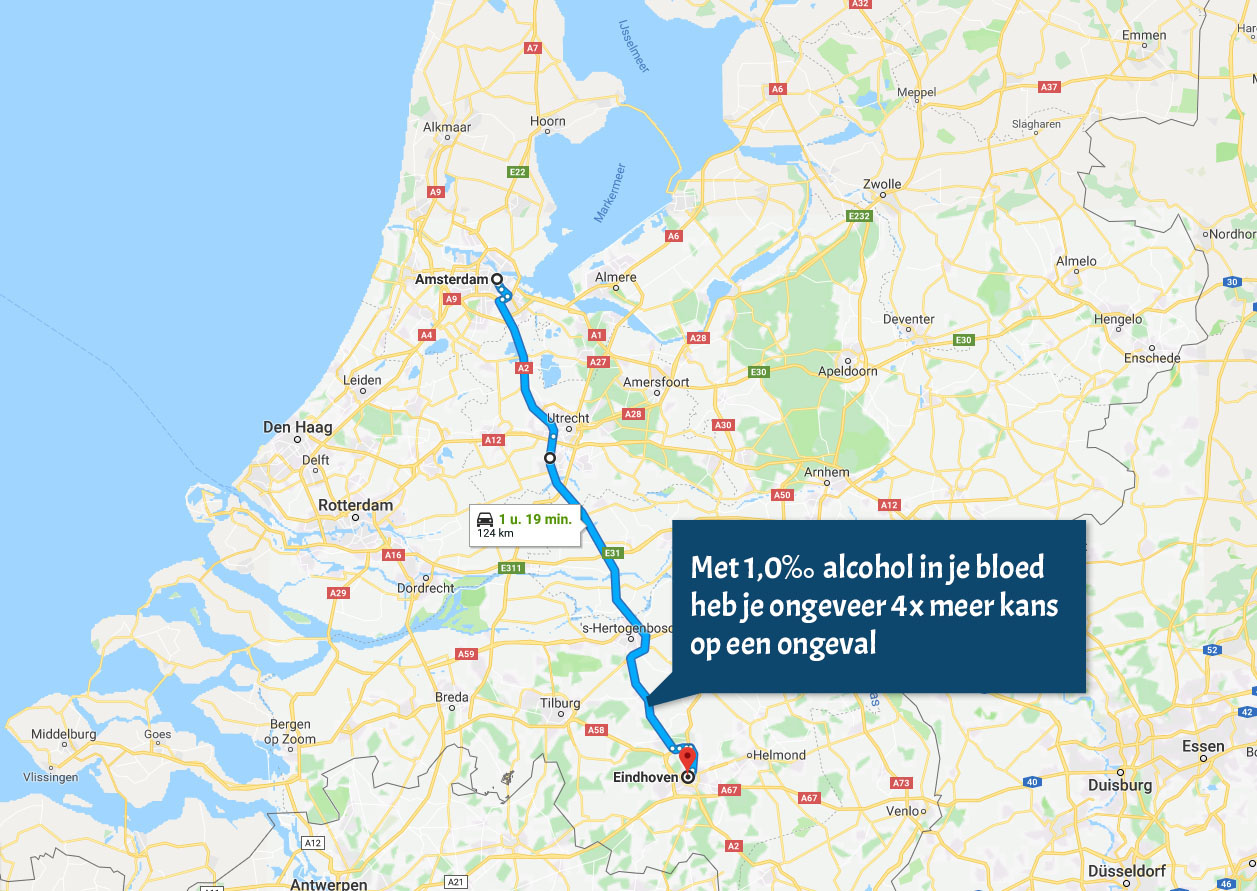 A32
IJsselmeer
Emmen
A7
A6
A37
Meppel
Hoorn
Alkmaar
Slagharen
E22
Markermeer
Zwolle
A9
E232
A6
Nordhor
Almelo
Amsterdam
Almere
30
A9
Deventer
Hengelo
A4
A1
A28
E30
Enschede
A2
A27
E30
Apeldoorn
Leiden
Amersfoort
Utrecht
A28
A30
Den Haag
A12
Delft
Arnhem
A50
Rotterdam
A12
1 u. 19 min.
124 km
A16
E31
E311
Dordrecht
A29
Met 1,0‰ alcohol in je bloed
heb je ongeveer 4x meer kans
op een ongeval
's-Hertogenbosc
A59
52
Breda
Tilburg
aas
42
Bergen
op Zoom
Middelburg
Goes
A58
Essen
Helmond
Vlissingen
Eindhoven
A67
A67
A73
40
Duisburg
Venlo
A12
A2
Düsseldorf
A21
46
Antwerpen
A11